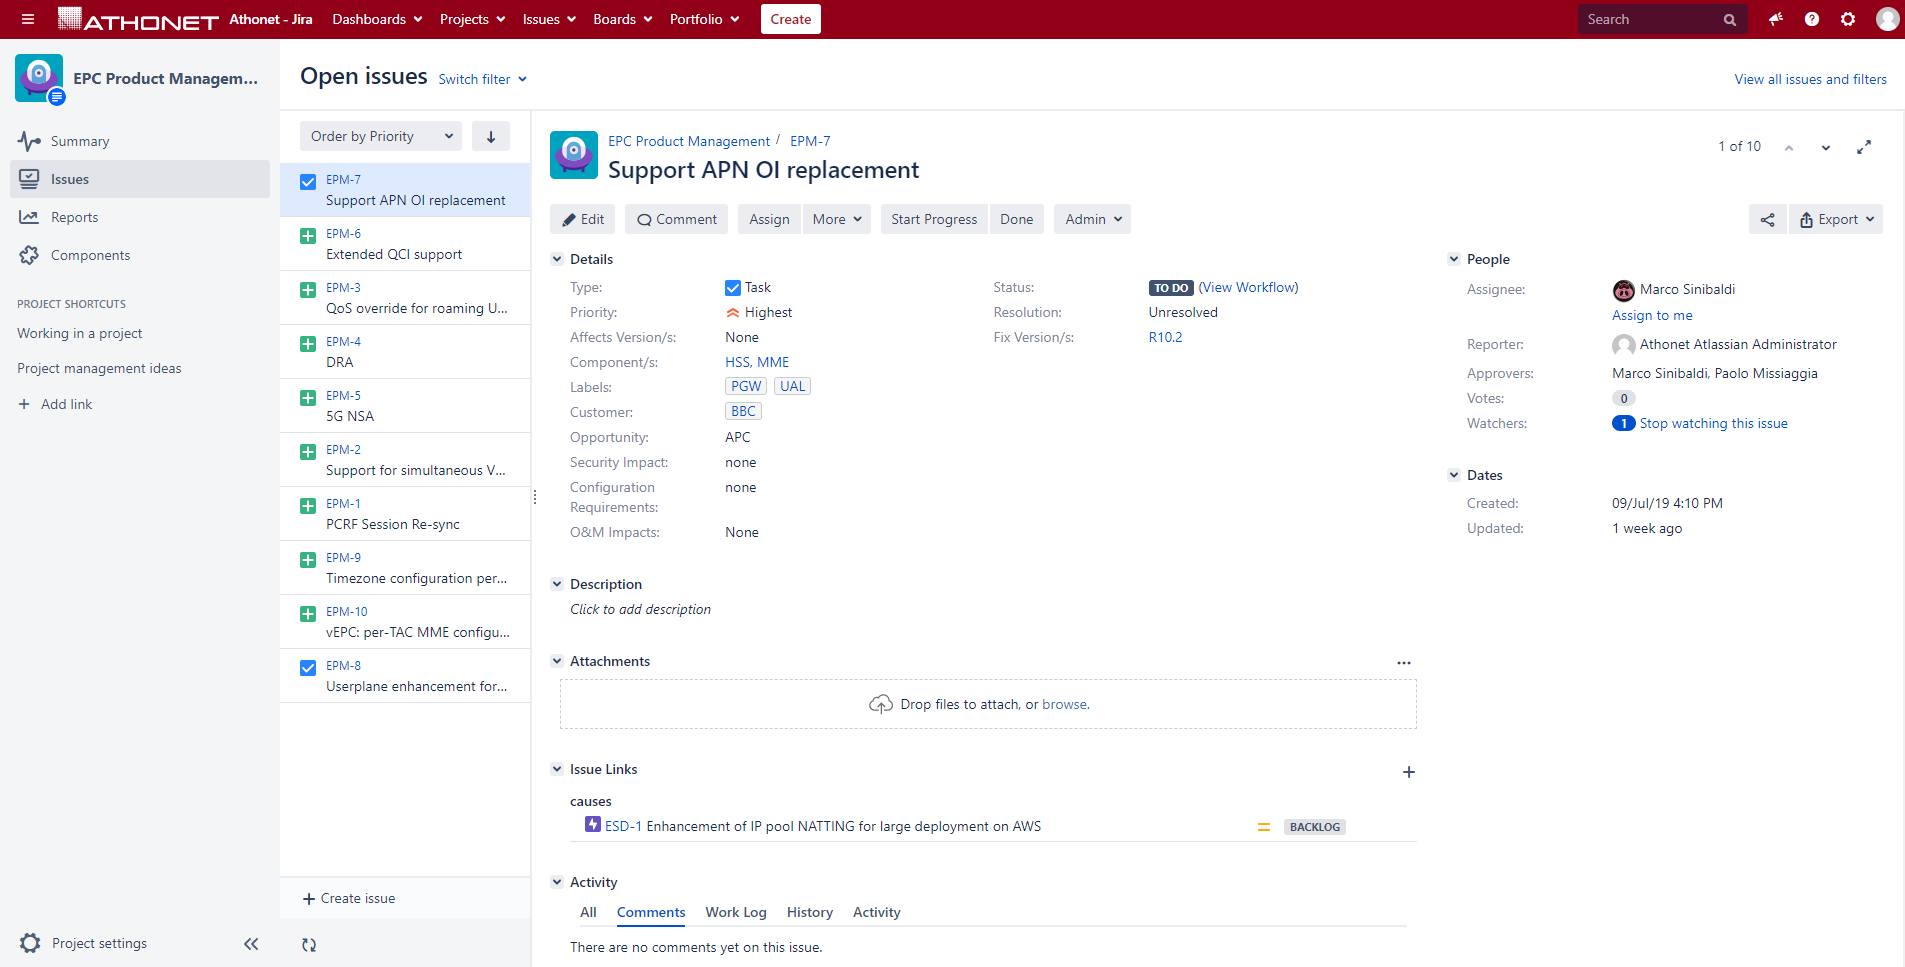 ATHONET Athonet - Jira Dashboards Projects Issues Boards Portfolio Create Search
EPC Product Managem...
Summary
Issues
Reports
Components
PROJECT SHORTCUTS
Working in a project
Project management ideas
+ Add link
Project settings
Open issues Switch filter
View all issues and filters
Order by Priority
EPM-7
Support APN OI replacement
EPM-6
Extended QCI support
EPM-3
QoS override for roaming U...
EPM-4
DRA
EPM-5
5G NSA
EPM-2
Support for simultaneous V...
EPM-1
PCRF Session Re-sync
EPM-9
Timezone configuration per...
EPM-10
vEPC: per-TAC MME configu...
EPM-8
Userplane enhancement for...
+ Create issue
EPC Product Management / EPM-7
Support APN OI replacement
1 of 10
Edit Comment Assign More Start Progress Done Admin Export
Details
Type: Task
Priority: Highest
Affects Version/s: None
Component/s: HSS, MME
Labels: PGW UAL
Customer: BBC
Opportunity: APC
Security Impact: none
Configuration Requirements: none
O&M Impacts: None
Status: TO DO (View Workflow)
Resolution: Unresolved
Fix Version/s: R10.2
Description
Click to add description
Attachments
Drop files to attach, or browse.
Issue Links
causes
ESD-1 Enhancement of IP pool NATTING for large deployment on AWS BACKLOG
Activity
All Comments Work Log History Activity
There are no comments yet on this issue.
People
Assignee: Marco Sinibaldi
Assign to me
Reporter: Athonet Atlassian Administrator
Approvers: Marco Sinibaldi, Paolo Missiaggia
Votes: 0
Watchers: 1 Stop watching this issue
Dates
Created: 09/Jul/19 4:10 PM
Updated: 1 week ago